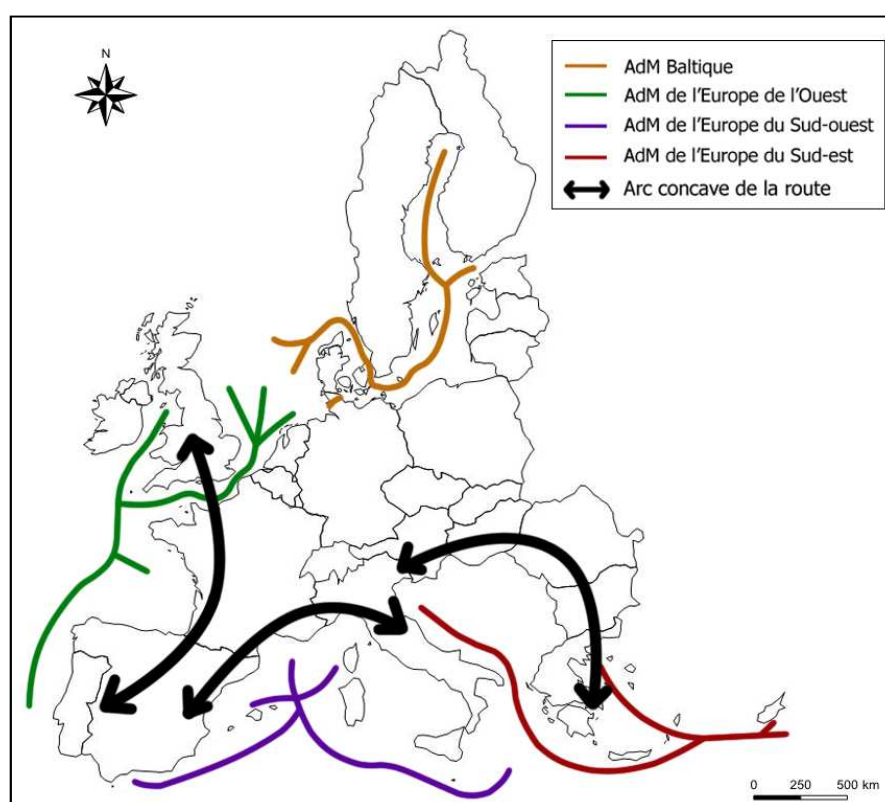 N
AdM Baltique
AdM de l'Europe de l'Ouest
AdM de l'Europe du Sud-ouest
AdM de l'Europe du Sud-est
Arc concave de la route
0 250 500 km